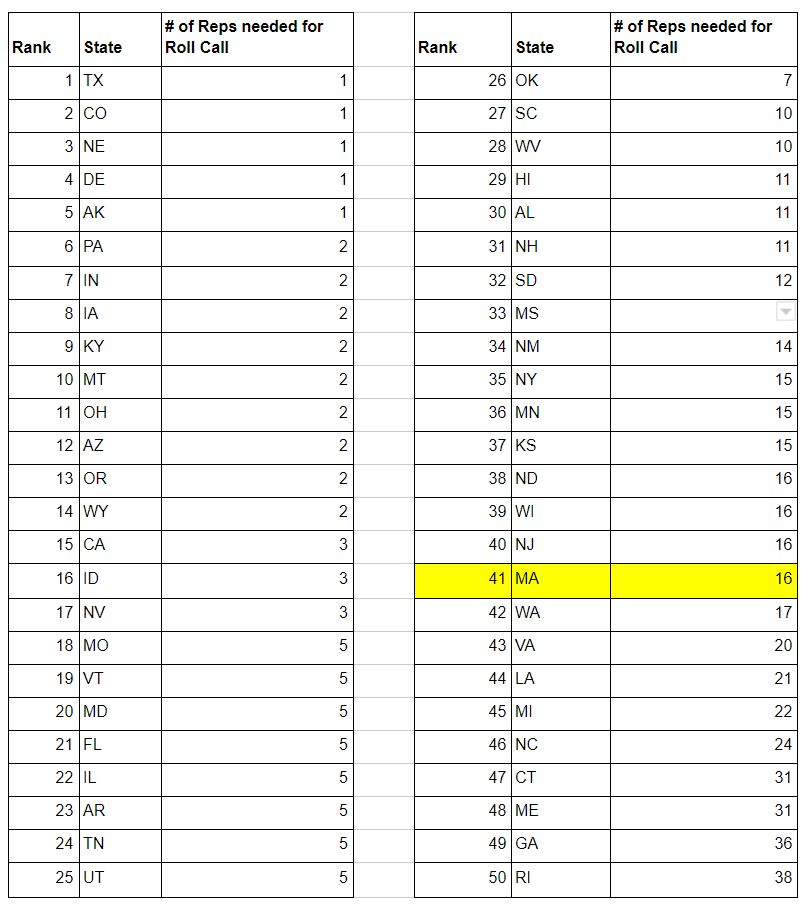 Rank State # of Reps needed for Roll Call
1 TX 1
2 CO 1
3 NE 1
4 DE 1
5 AK 1
6 PA 2
7 IN 2
8 IA 2
9 KY 2
10 MT 2
11 OH 2
12 AZ 2
13 OR 2
14 WY 2
15 CA 3
16 ID 3
17 NV 3
18 MO 5
19 VT 5
20 MD 5
21 FL 5
22 IL 5
23 AR 5
24 TN 5
25 UT 5
Rank State # of Reps needed for Roll Call
26 OK 7
27 SC 10
28 WV 10
29 HI 11
30 AL 11
31 NH 11
32 SD 12
33 MS
34 NM 14
35 NY 15
36 MN 15
37 KS 15
38 ND 16
39 WI 16
40 NJ 16
41 MA 16
42 WA 17
43 VA 20
44 LA 21
45 MI 22
46 NC 24
47 CT 31
48 ME 31
49 GA 36
50 RI 38